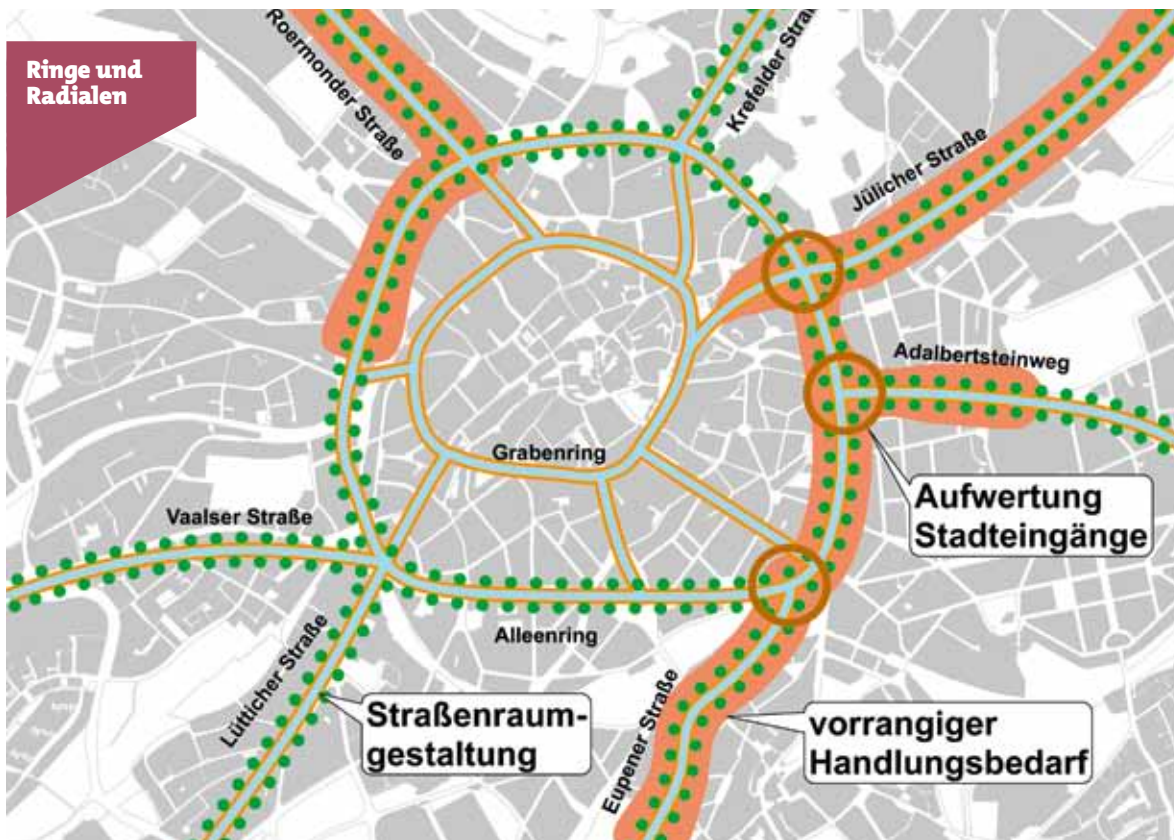 Ringe und
Radialen
Roermonder Straße
Krefelder Straße
Jülicher Straße
Adalbertsteinweg
Grabenring
Aufwertung
Stadteingänge
Vaalser Straße
Alleenring
Lütticher Straße
Straßenraum-
gestaltung
Eupener Straße
vorrangiger
Handlungsbedarf